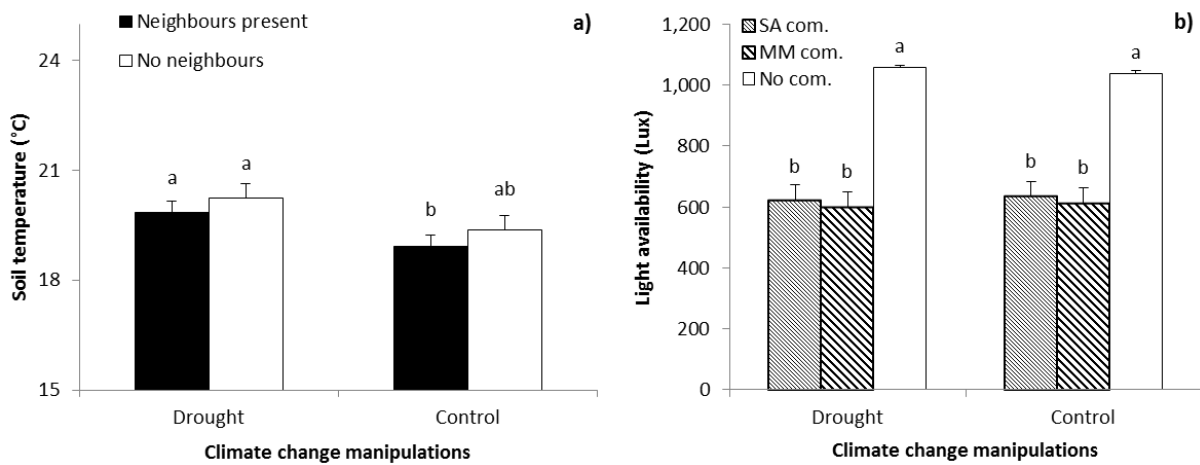 a)
Neighbours present
No neighbours
24
21
18
15
Soil temperature (°C)
a
a
b
ab
Drought
Control
Climate change manipulations
b)
SA com.
MM com.
No com.
1,200
1,000
800
600
400
200
0
Light availability (Lux)
b
b
a
b
b
a
Drought
Control
Climate change manipulations